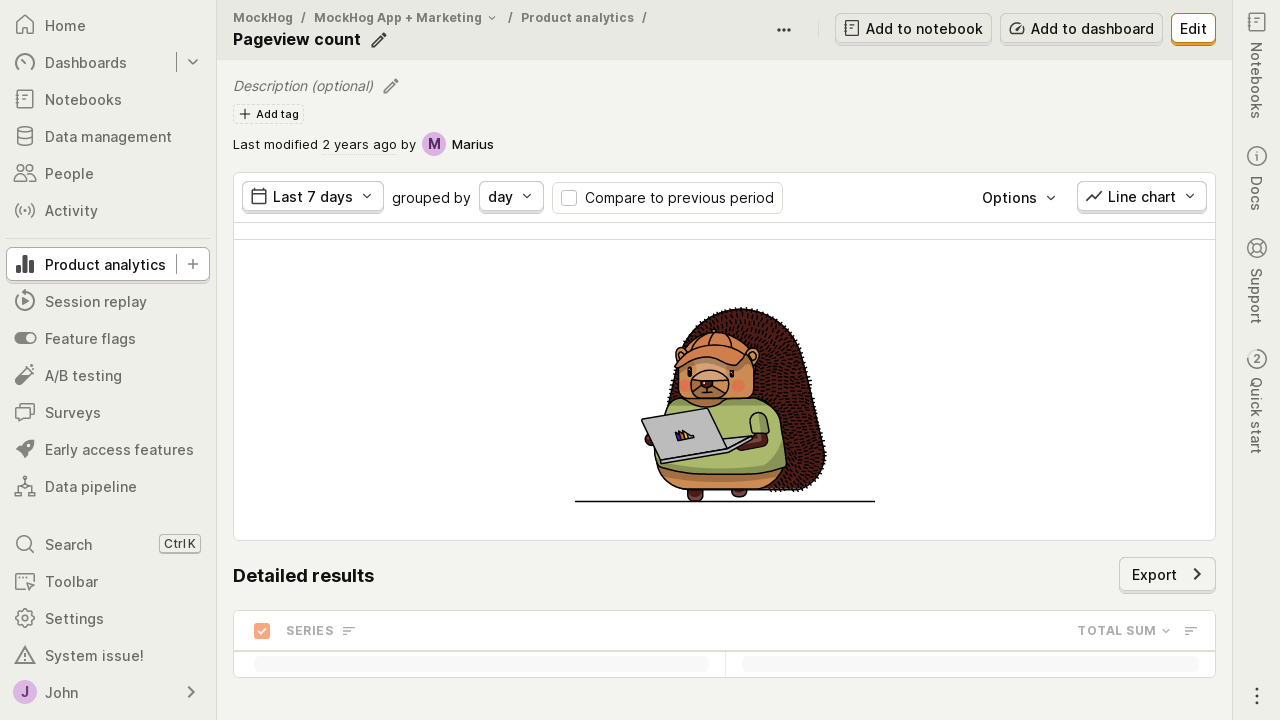 Home
Dashboards
Notebooks
Data management
People
Activity
Product analytics
Session replay
Feature flags
A/B testing
Surveys
Early access features
Data pipeline
Search Ctrl K
Toolbar
Settings
System issue!
J John
MockHog / MockHog App + Marketing / Product analytics /
Pageview count
Add to notebook
Add to dashboard
Edit
Description (optional)
Add tag
Last modified 2 years ago by M Marius
Last 7 days grouped by day Compare to previous period Options Line chart
Detailed results
Export
SERIES TOTAL SUM
Notebooks
Docs
Support
2 Quick start